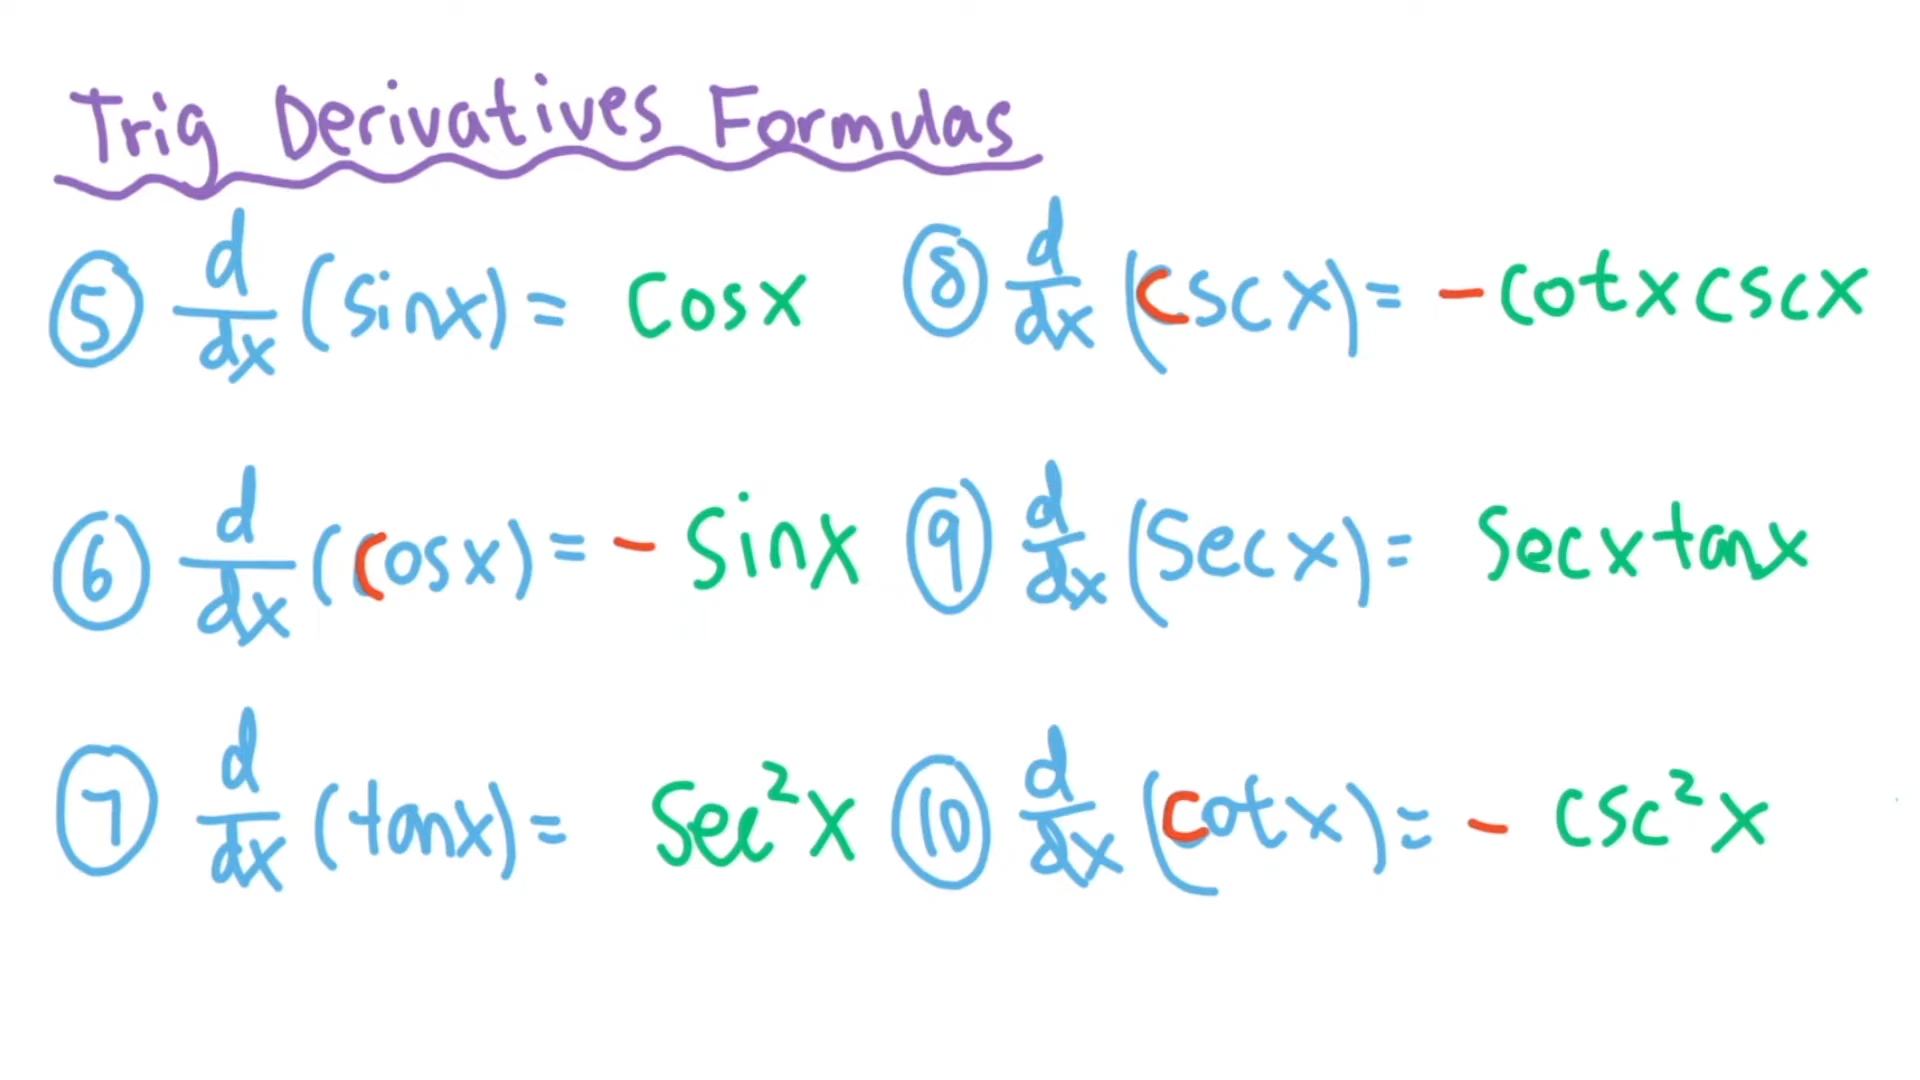 Trig Derivatives Formulas
⑤ d/dx (sinx) = cosx
⑥ d/dx (cosx) = - sinx
⑦ d/dx (tanx) = sec²x
⑧ d/dx (cscx) = - cotxcscx
⑨ d/dx (secx) = secxtanx
⑩ d/dx (cotx) = - csc²x